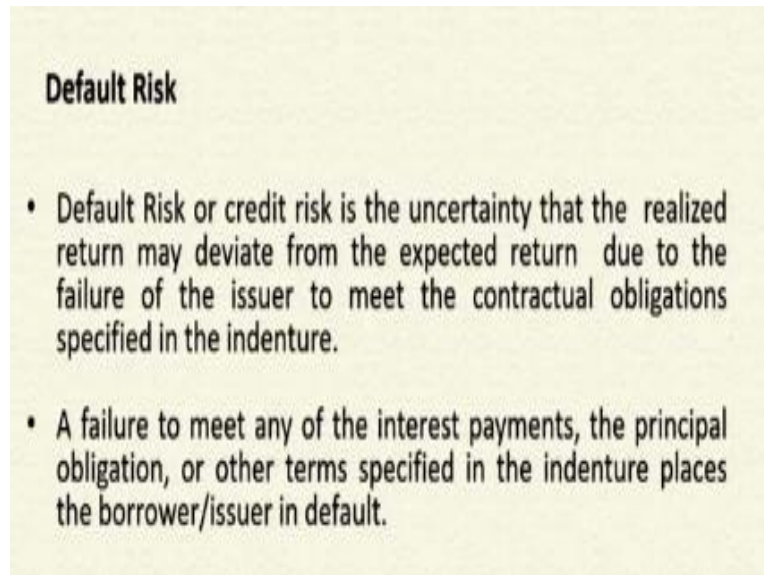 Default Risk
• Default Risk or credit risk is the uncertainty that the realized
return may deviate from the expected return due to the
failure of the issuer to meet the contractual obligations
specified in the indenture.
• A failure to meet any of the interest payments, the principal
obligation, or other terms specified in the indenture places
the borrower/issuer in default.